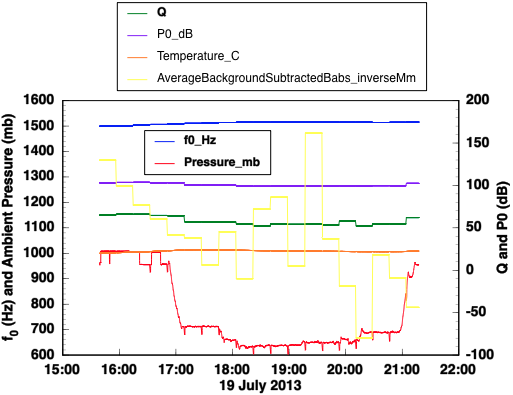 Q
P0_dB
Temperature_C
AverageBackgroundSubtractedBabs_inverseMm
f0_Hz
Pressure_mb
f0 (Hz) and Ambient Pressure (mb)
1600
1500
1400
1300
1200
1100
1000
900
800
700
600
200
150
100
50
0
-50
-100
Q and P0 (dB)
15:00 16:00 17:00 18:00 19:00 20:00 21:00 22:00
19 July 2013